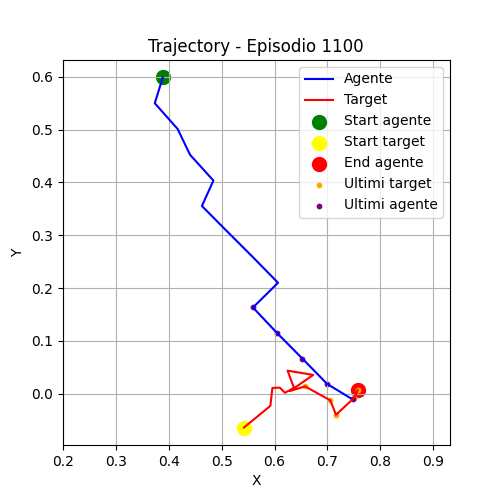 Trajectory - Episodio 1100
Agente
Target
Start agente
Start target
End agente
Ultimi target
Ultimi agente
Y
0.6
0.5
0.4
0.3
0.2
0.1
0.0
0.2 0.3 0.4 0.5 0.6 0.7 0.8 0.9
X